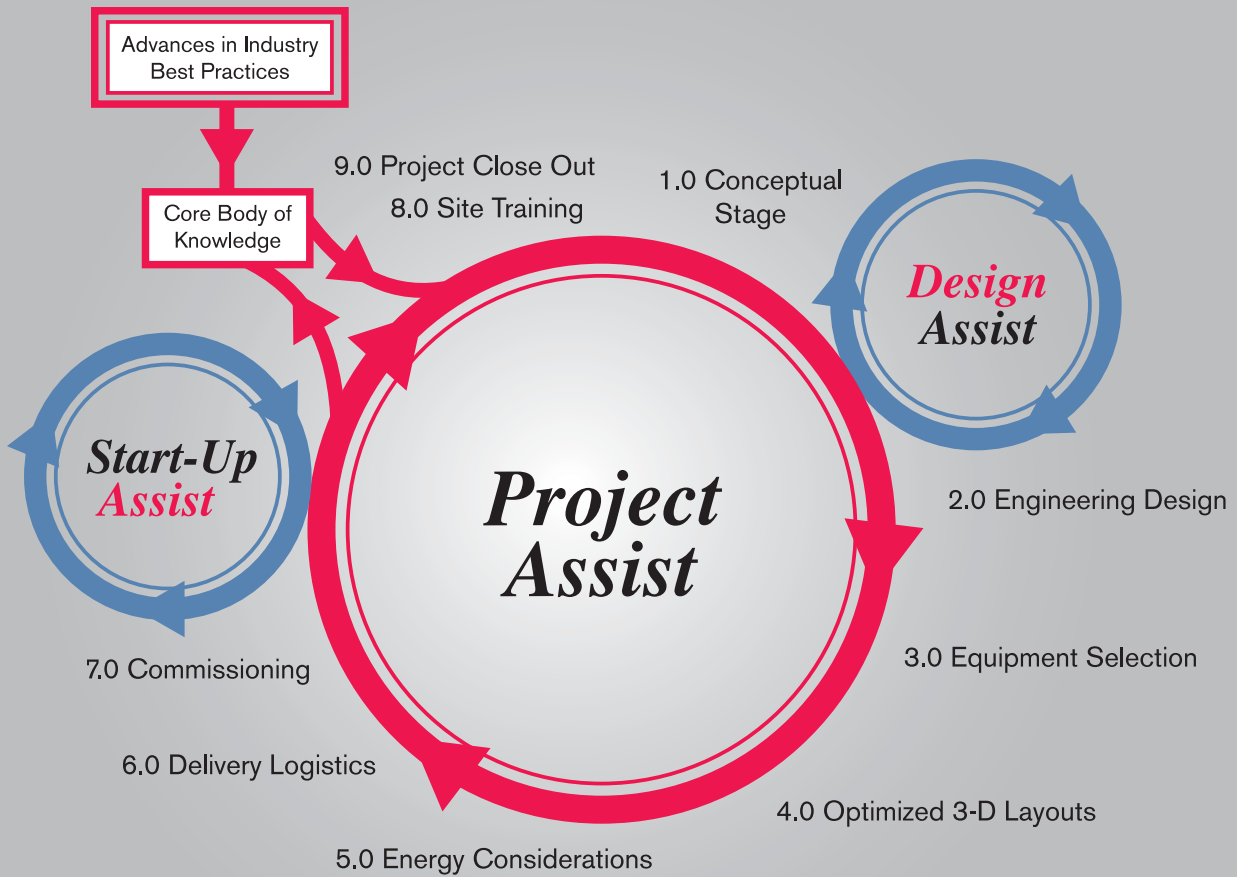 Advances in Industry
Best Practices
Core Body of
Knowledge
9.0 Project Close Out
8.0 Site Training
1.0 Conceptual
Stage
Design
Assist
2.0 Engineering Design
3.0 Equipment Selection
4.0 Optimized 3-D Layouts
5.0 Energy Considerations
6.0 Delivery Logistics
7.0 Commissioning
Start-Up
Assist
Project
Assist